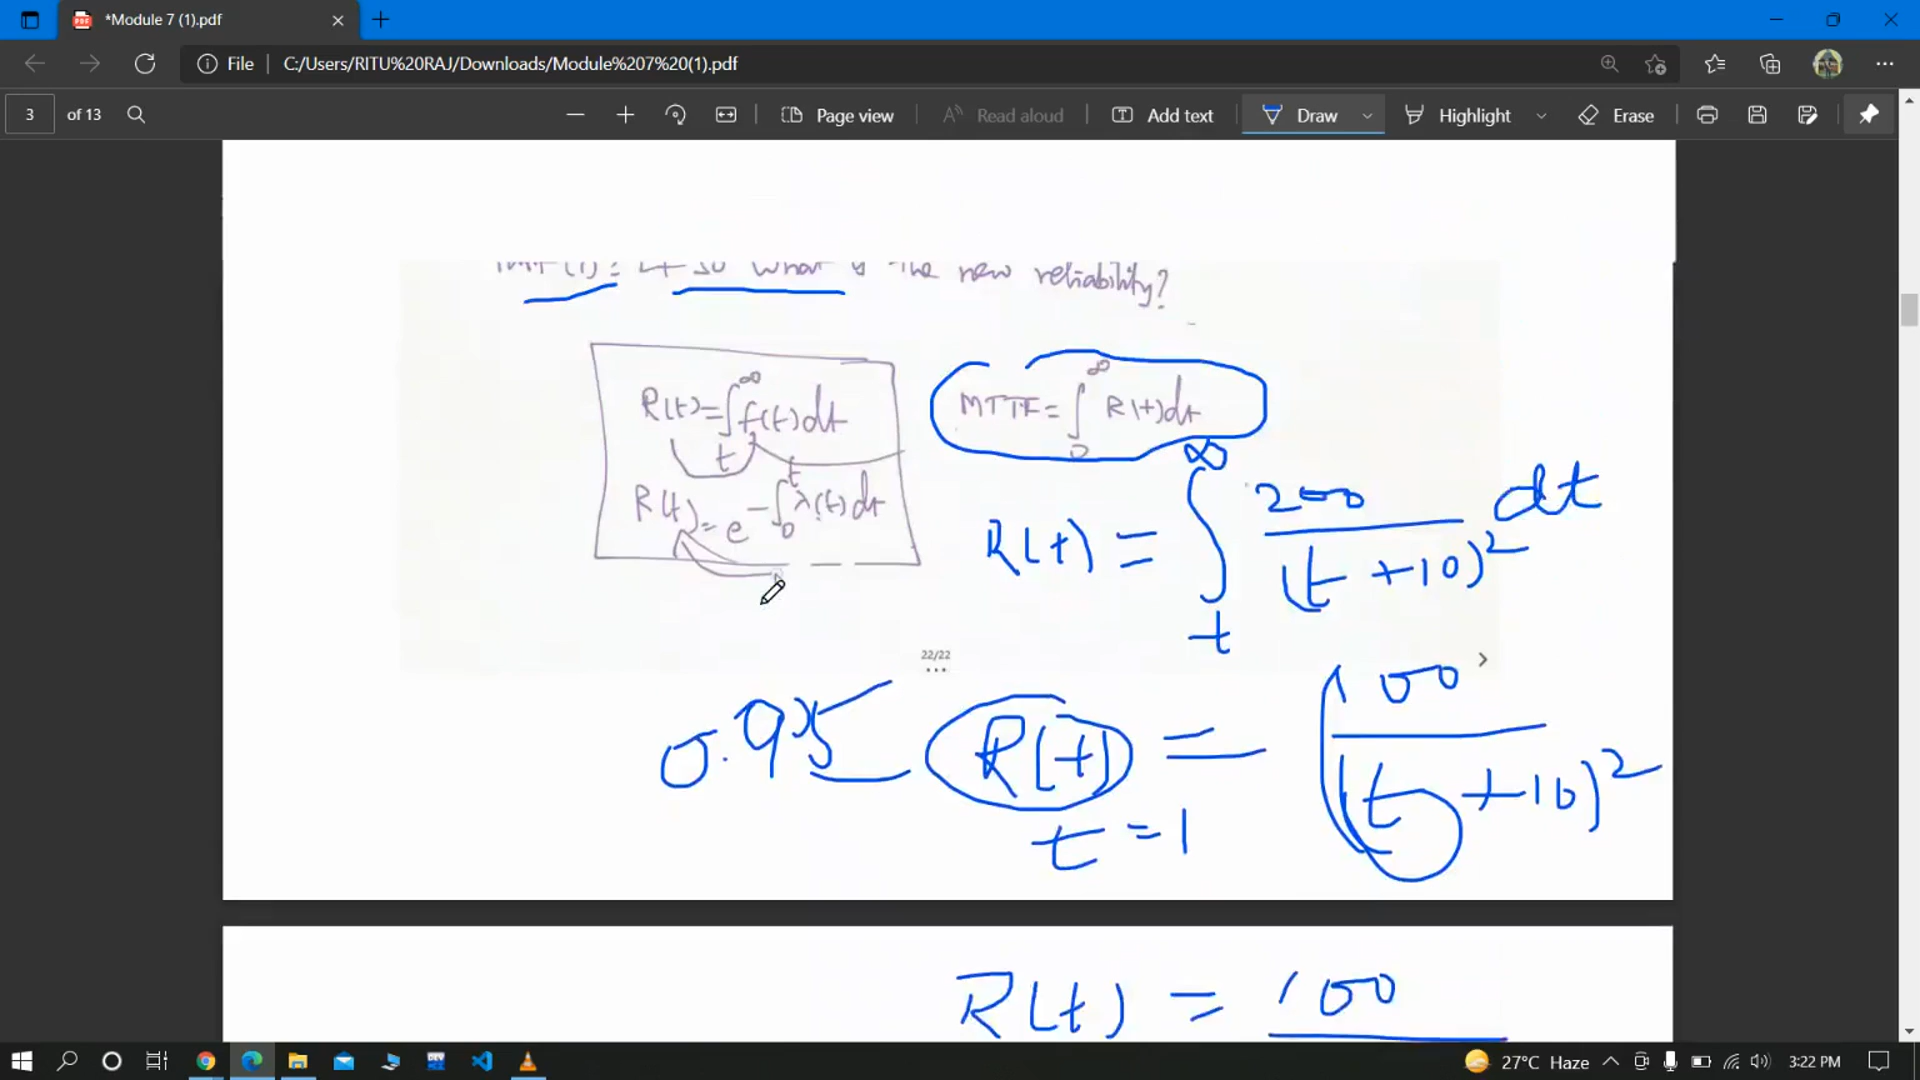 *Module 7 (1).pdf
File C:/Users/RITU%20RAJ/Downloads/Module%207%20(1).pdf
3 of 13 Page view Read aloud Add text Draw Highlight Erase
what is the new reliability?
R(t)=∫t∞ f(t)dt
MTTF=∫0∞ R(t)dt
R(t)=e-∫0t λ(t)dt
R(t) = ∫t∞ 200/(t+10)2 dt
22/22
0.95 R(t) = 100/(t+10)2
t=1
R(t) = 100
27°C Haze 3:22 PM